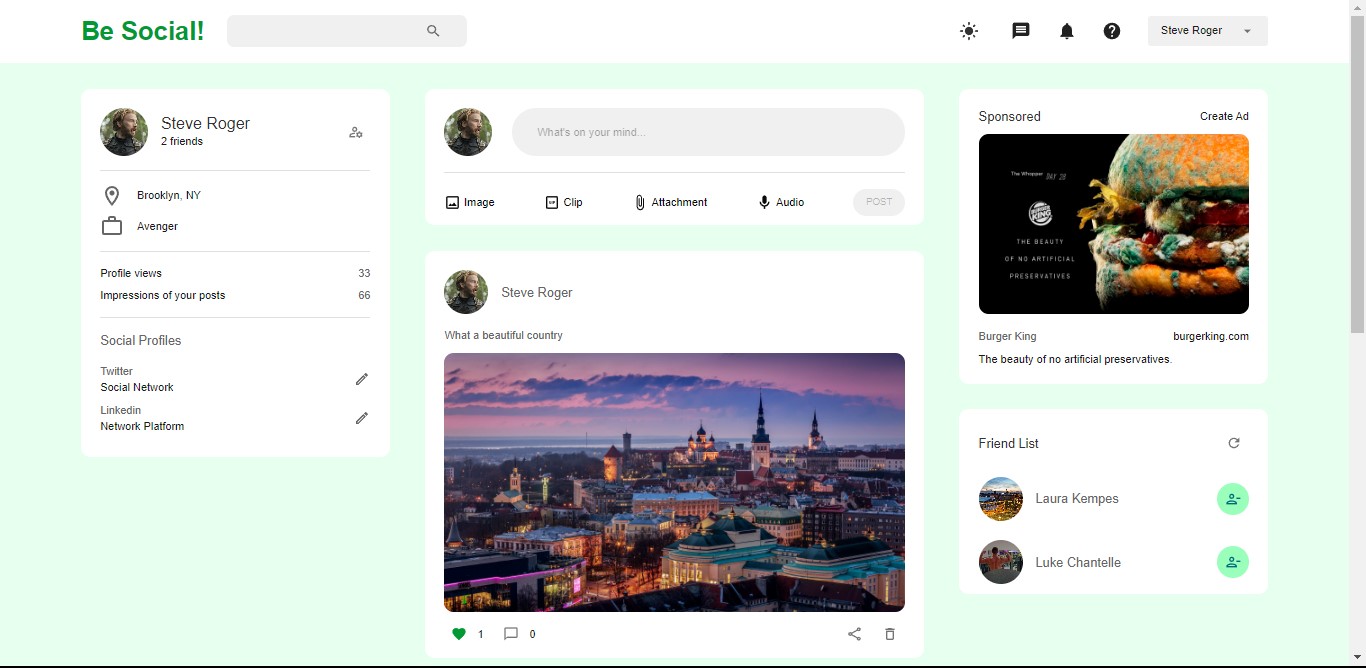 Be Social!
Steve Roger
Steve Roger
2 friends
Brooklyn, NY
Avenger
Profile views 33
Impressions of your posts 66
Social Profiles
Twitter
Social Network
Linkedin
Network Platform
What's on your mind...
Image Clip Attachment Audio POST
Steve Roger
What a beautiful country
1 0
Sponsored Create Ad
The Whopper DAY 28
BURGER KING
THE BEAUTY
OF NO ARTIFICIAL
PRESERVATIVES
Burger King burgerking.com
The beauty of no artificial preservatives.
Friend List
Laura Kempes
Luke Chantelle